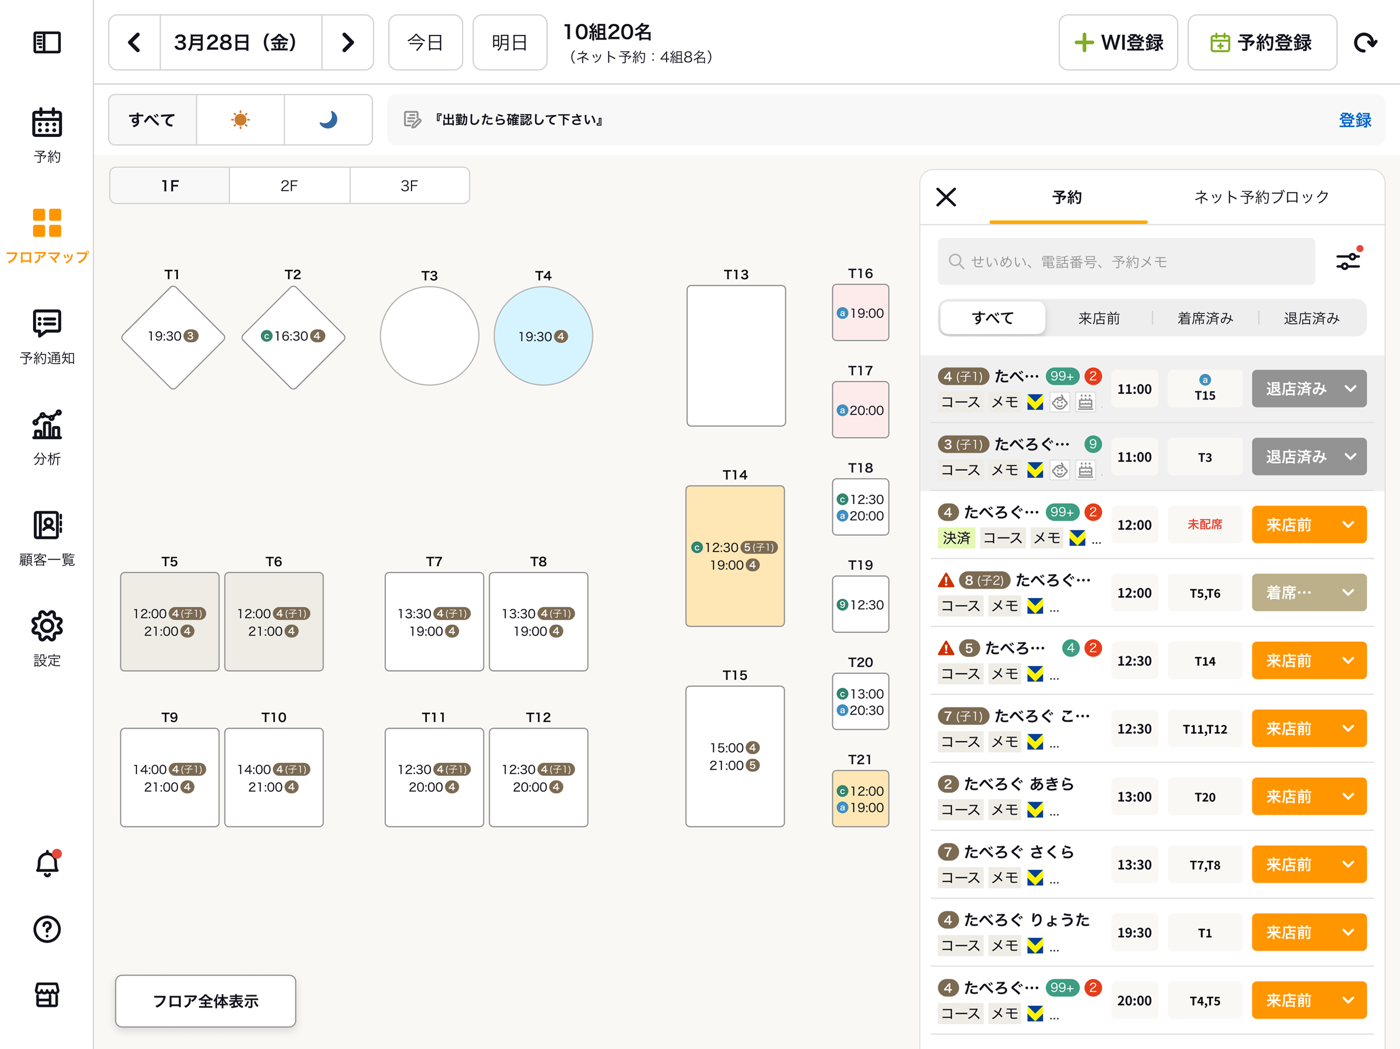 3月28日（金）
今日
明日
10組20名
（ネット予約：4組8名）
WI登録
予約登録
予約
フロアマップ
予約通知
分析
顧客一覧
設定
すべて
『出勤したら確認して下さい』
登録
1F
2F
3F
T1
19:30 3
T2
c 16:30 4
T3
T4
19:30 4
T13
T16
a 19:00
T17
a 20:00
T14
c 12:30 5 (子1)
19:00 4
T18
c 12:30
a 20:00
T5
12:00 4 (子1)
21:00 4
T6
12:00 4 (子1)
21:00 4
T7
13:30 4 (子1)
19:00 4
T8
13:30 4 (子1)
19:00 4
T19
9 12:30
T15
15:00 4
21:00 5
T20
c 13:00
a 20:30
T9
14:00 4 (子1)
21:00 4
T10
14:00 4 (子1)
21:00 4
T11
12:30 4 (子1)
20:00 4
T12
12:30 4 (子1)
20:00 4
T21
c 12:00
a 19:00
フロア全体表示
予約
ネット予約ブロック
せいめい、電話番号、予約メモ
すべて
来店前
着席済み
退店済み
4 (子1) たべ… 99+ 2
コース メモ
11:00
a
T15
退店済み
3 (子1) たべろぐ… 9
コース メモ
11:00
T3
退店済み
4 たべろぐ… 99+ 2
決済 コース メモ ...
12:00
未配席
来店前
8 (子2) たべろぐ…
コース メモ ...
12:00
T5,T6
着席…
5 たべろ… 4 2
コース メモ ...
12:30
T14
来店前
7 (子1) たべろぐ こ…
コース メモ ...
12:30
T11,T12
来店前
2 たべろぐ あきら
コース メモ ...
13:00
T20
来店前
7 たべろぐ さくら
コース メモ ...
13:30
T7,T8
来店前
4 たべろぐ りょうた
コース メモ ...
19:30
T1
来店前
4 たべろぐ… 99+ 2
コース メモ ...
20:00
T4,T5
来店前